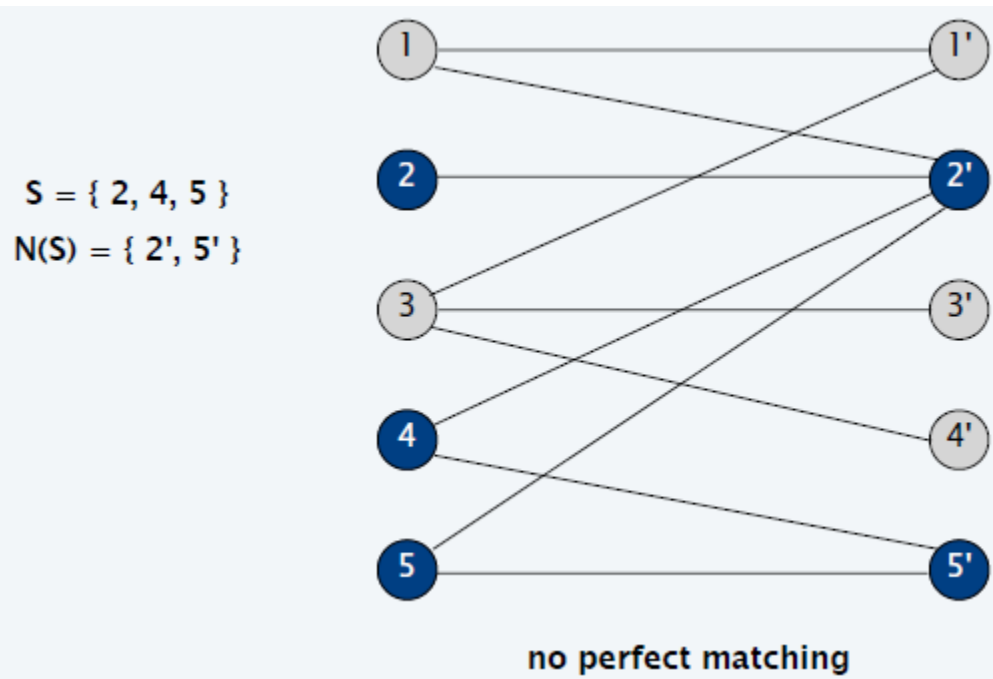 1 1'
2 2'
S = { 2, 4, 5 }
N(S) = { 2', 5' }
3 3'
4 4'
5 5'
no perfect matching